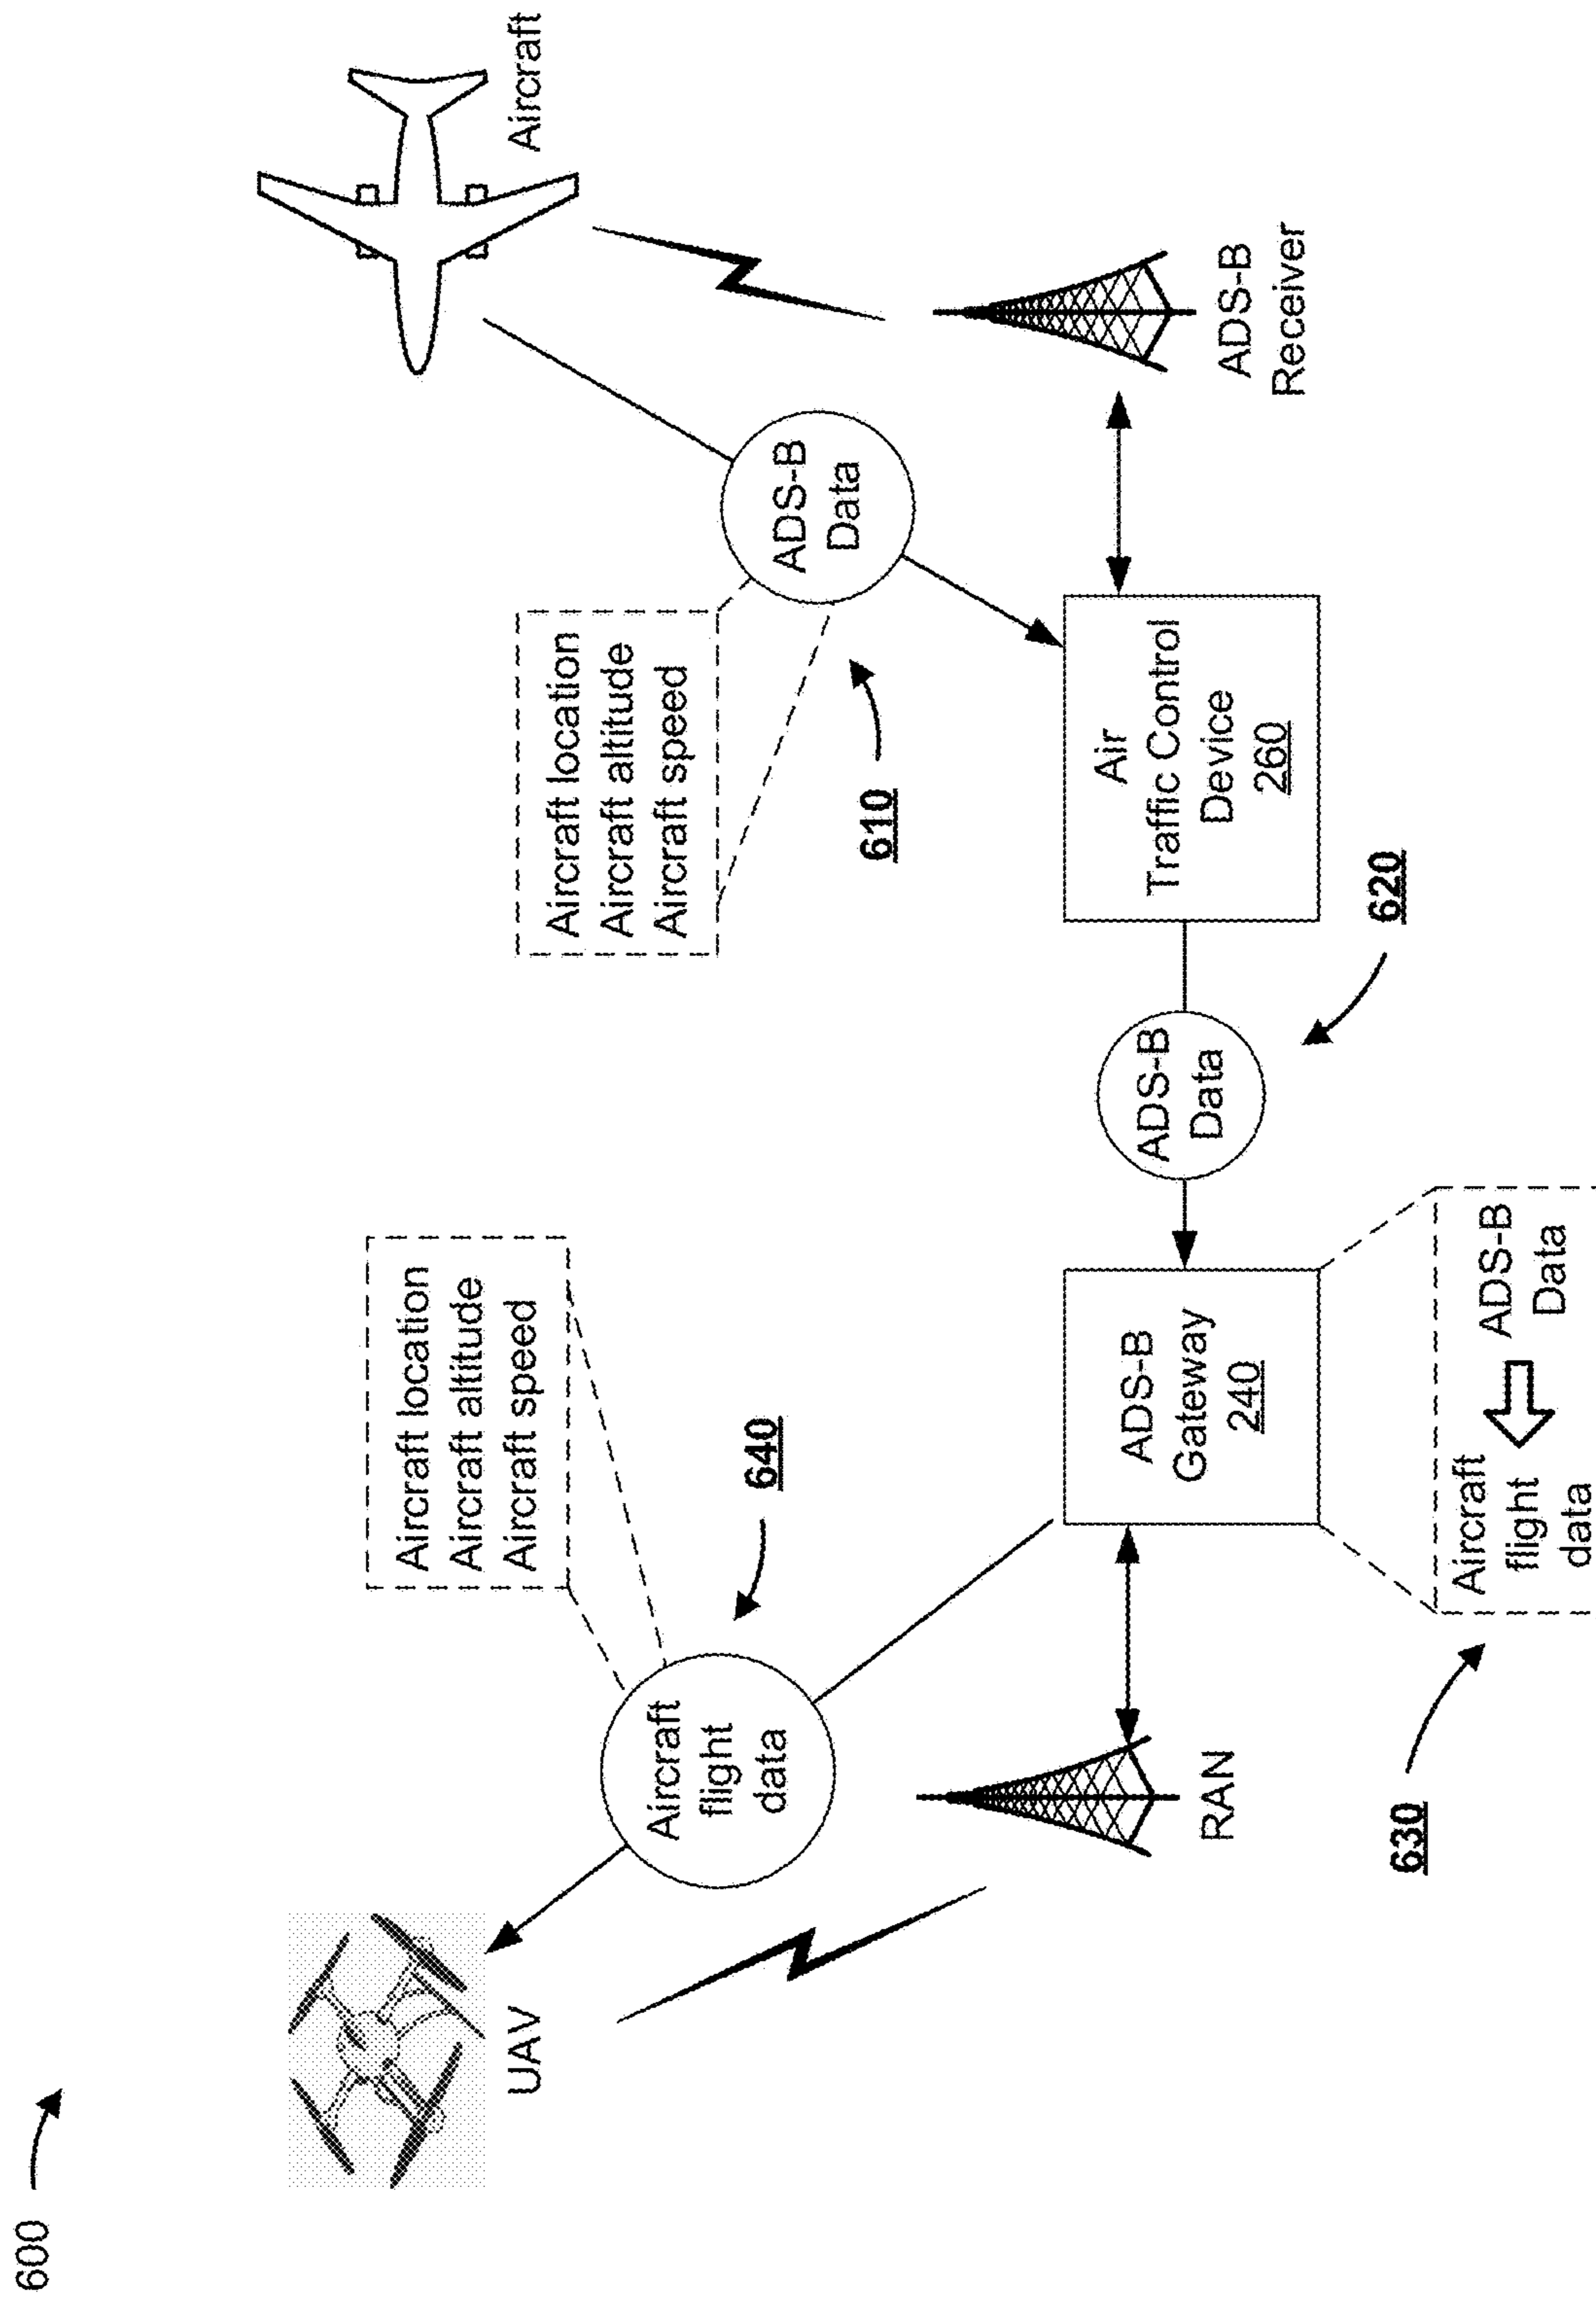 600
UAV
Aircraft
flight
data
Aircraft location
Aircraft altitude
Aircraft speed
640
RAN
630
ADS-B
Gateway
240
Aircraft
flight
data
ADS-B
Data
ADS-B
Data
620
Aircraft location
Aircraft altitude
Aircraft speed
610
ADS-B
Data
Air
Traffic Control
Device
260
ADS-B
Receiver
Aircraft